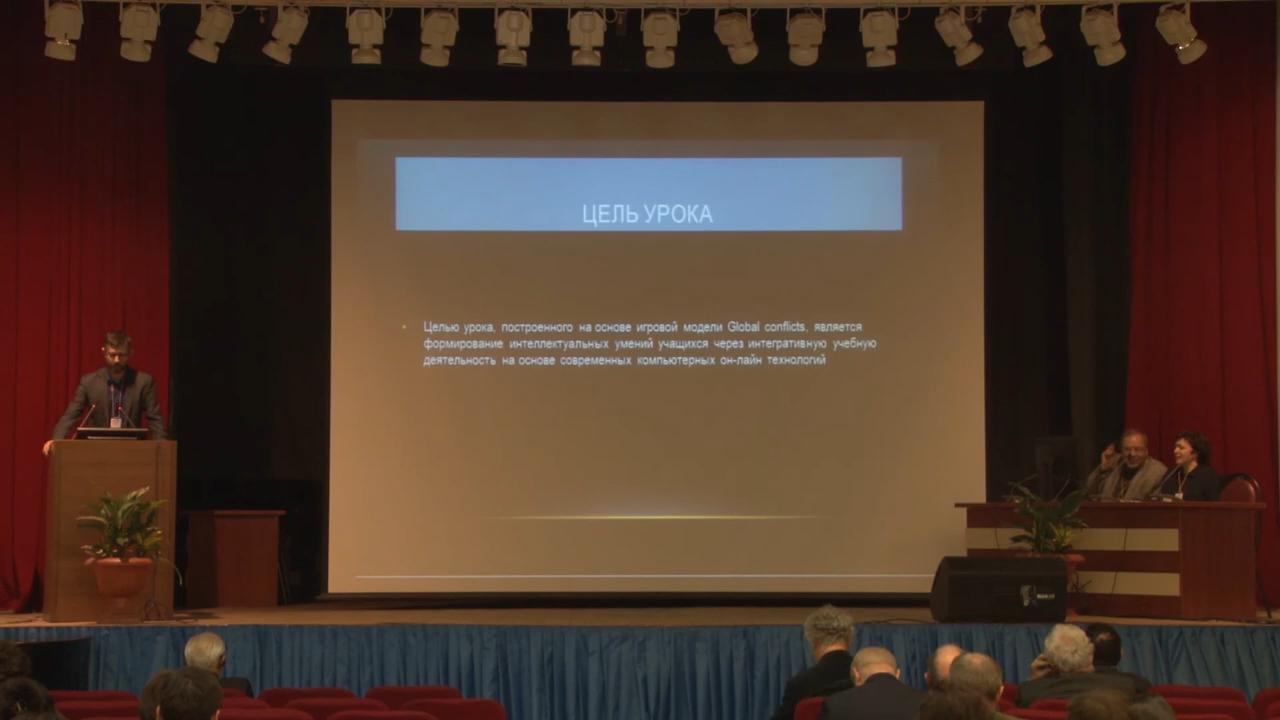 ЦЕЛЬ УРОКА
Целью урока, построенного на основе игровой модели Global conflicts, является
формирование интеллектуальных умений учащихся через интегративную учебную
деятельность на основе современных компьютерных он-лайн технологий